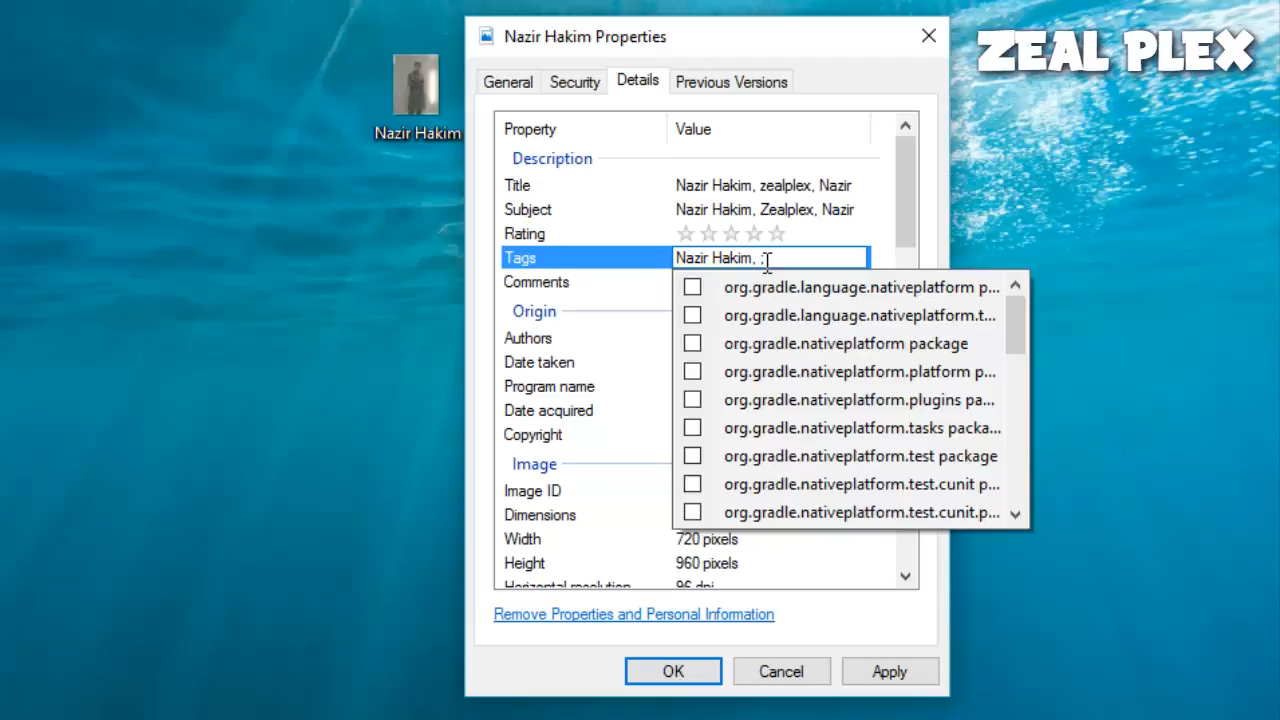 ZEAL PLEX
Nazir Hakim
Nazir Hakim Properties
General Security Details Previous Versions
Property Value
Description
Title Nazir Hakim, zealplex, Nazir
Subject Nazir Hakim, Zealplex, Nazir
Rating
Tags Nazir Hakim, ;
Comments
org.gradle.language.nativeplatform p...
Origin
org.gradle.language.nativeplatform.t...
Authors
org.gradle.nativeplatform package
Date taken
org.gradle.nativeplatform.platform p...
Program name
org.gradle.nativeplatform.plugins pa...
Date acquired
org.gradle.nativeplatform.tasks packa...
Copyright
org.gradle.nativeplatform.test package
Image
org.gradle.nativeplatform.test.cunit p...
Image ID
org.gradle.nativeplatform.test.cunit.p...
Dimensions
Width 720 pixels
Height 960 pixels
Horizontal resolution 96 dpi
Remove Properties and Personal Information
OK Cancel Apply